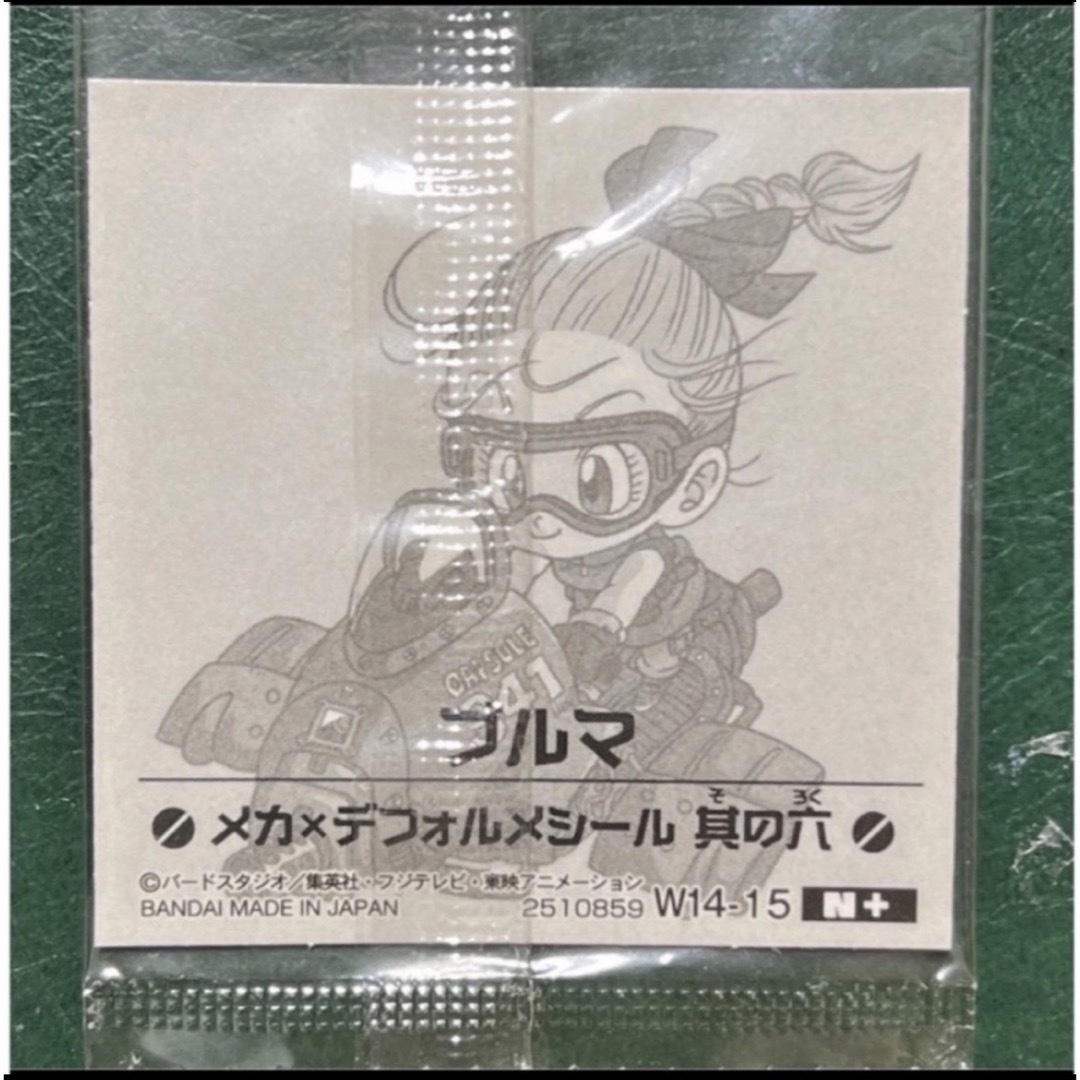 CAPSULE
341
ブルマ
メカ×デフォルメシール 其の六
そ ろく
©バードスタジオ/集英社・フジテレビ・東映アニメーション
BANDAI MADE IN JAPAN 2510859 W14-15 N+